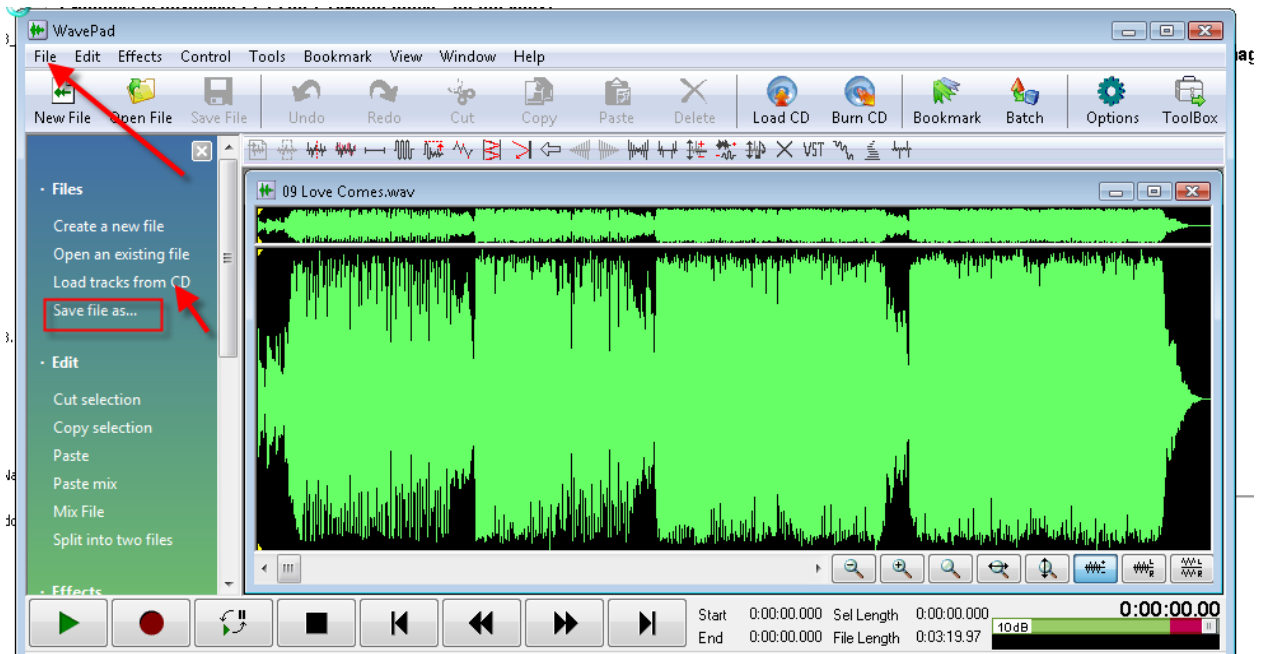 WavePad
File Edit Effects Control Tools Bookmark View Window Help
New File Open File Save File Undo Redo Cut Copy Paste Delete Load CD Burn CD Bookmark Batch Options ToolBox
VST
· Files
Create a new file
Open an existing file
Load tracks from CD
Save file as...
· Edit
Cut selection
Copy selection
Paste
Paste mix
Mix File
Split into two files
· Effects
09 Love Comes.wav
L
R
L
R
Start 0:00:00.000 Sel Length 0:00:00.000
End 0:00:00.000 File Length 0:03:19.97
0:00:00.00
10dB